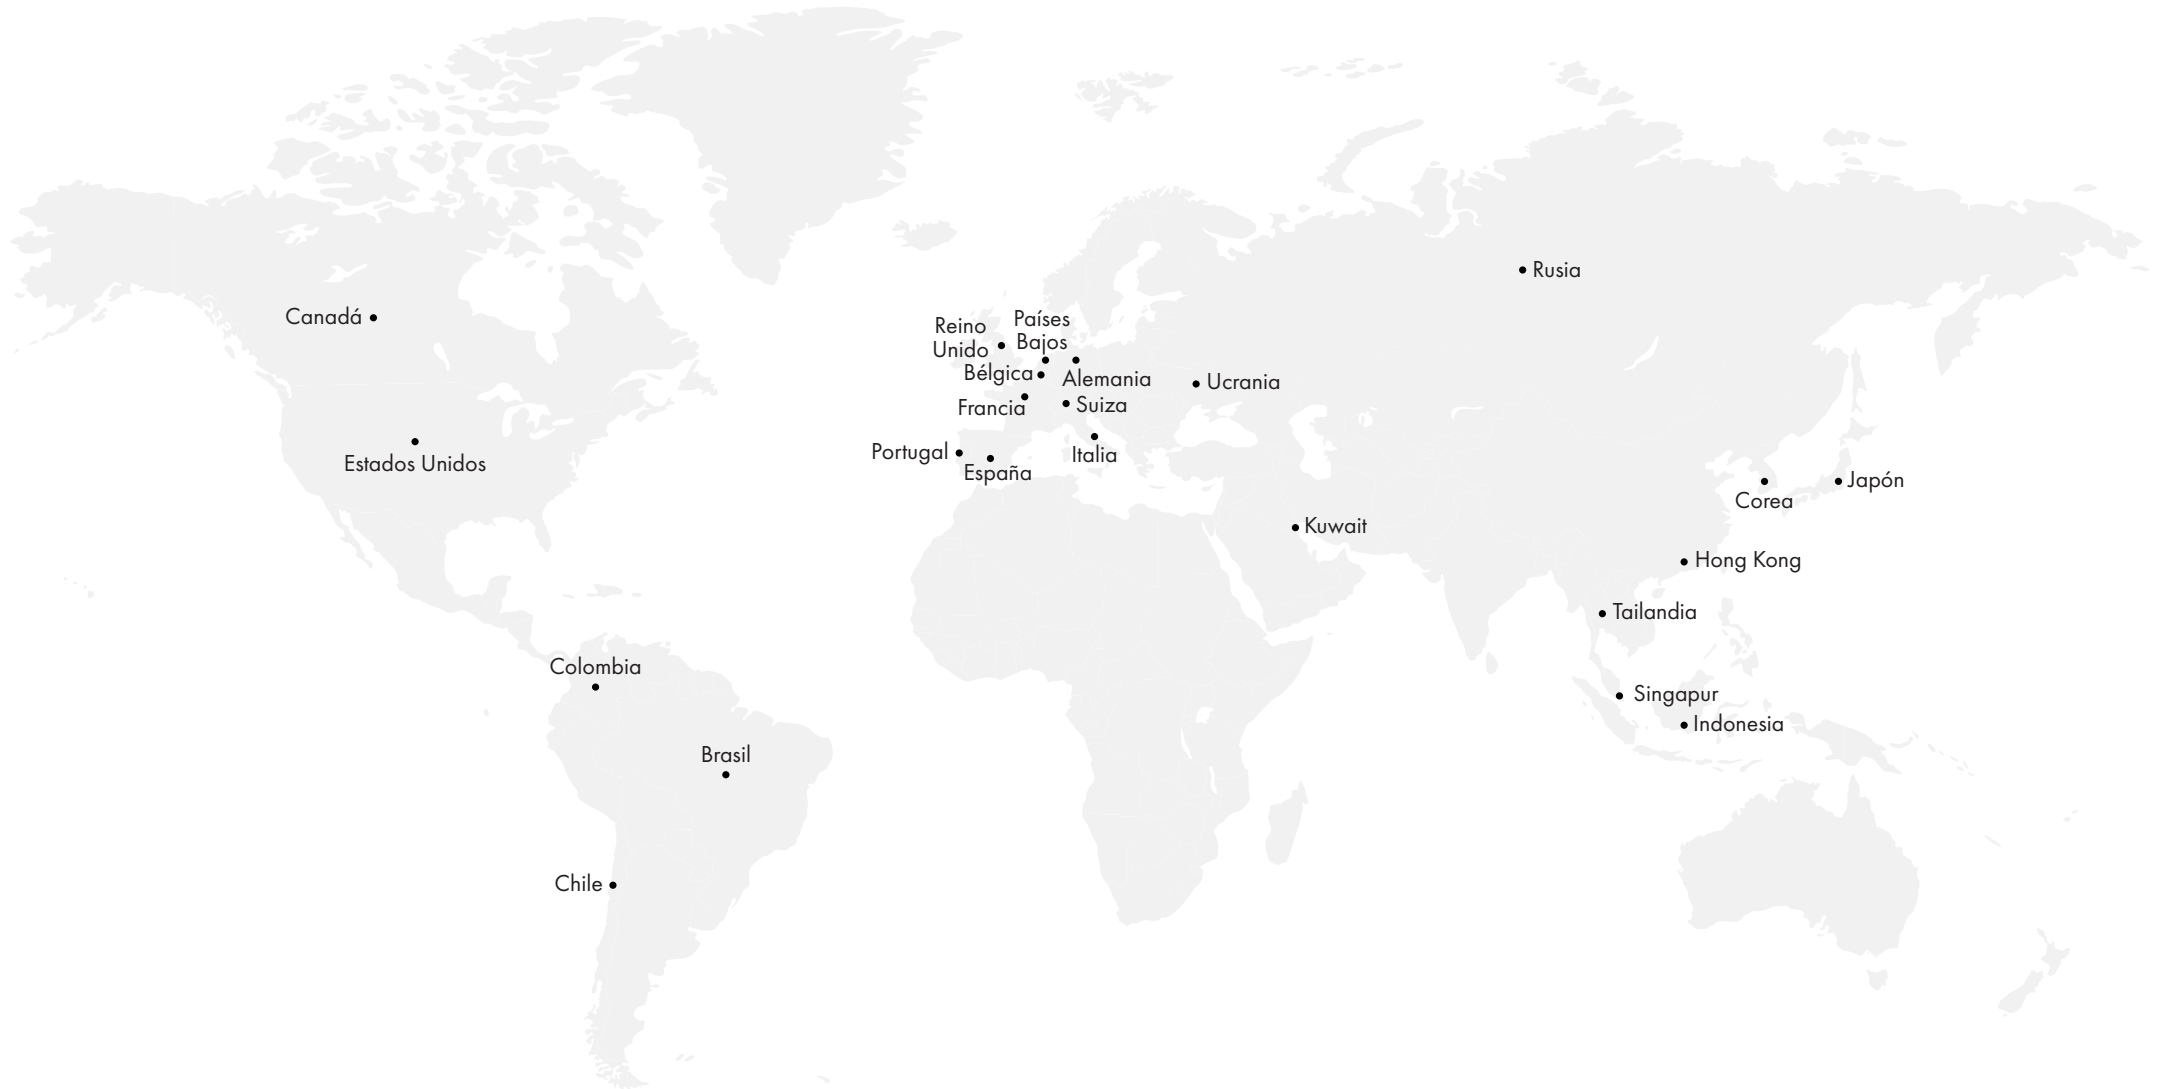 Rusia
Canadá
Reino
Unido
Países
Bajos
Bélgica
Alemania
Ucrania
Francia
Suiza
Portugal
España
Italia
Estados Unidos
Corea
Japón
Kuwait
Hong Kong
Tailandia
Colombia
Singapur
Indonesia
Brasil
Chile